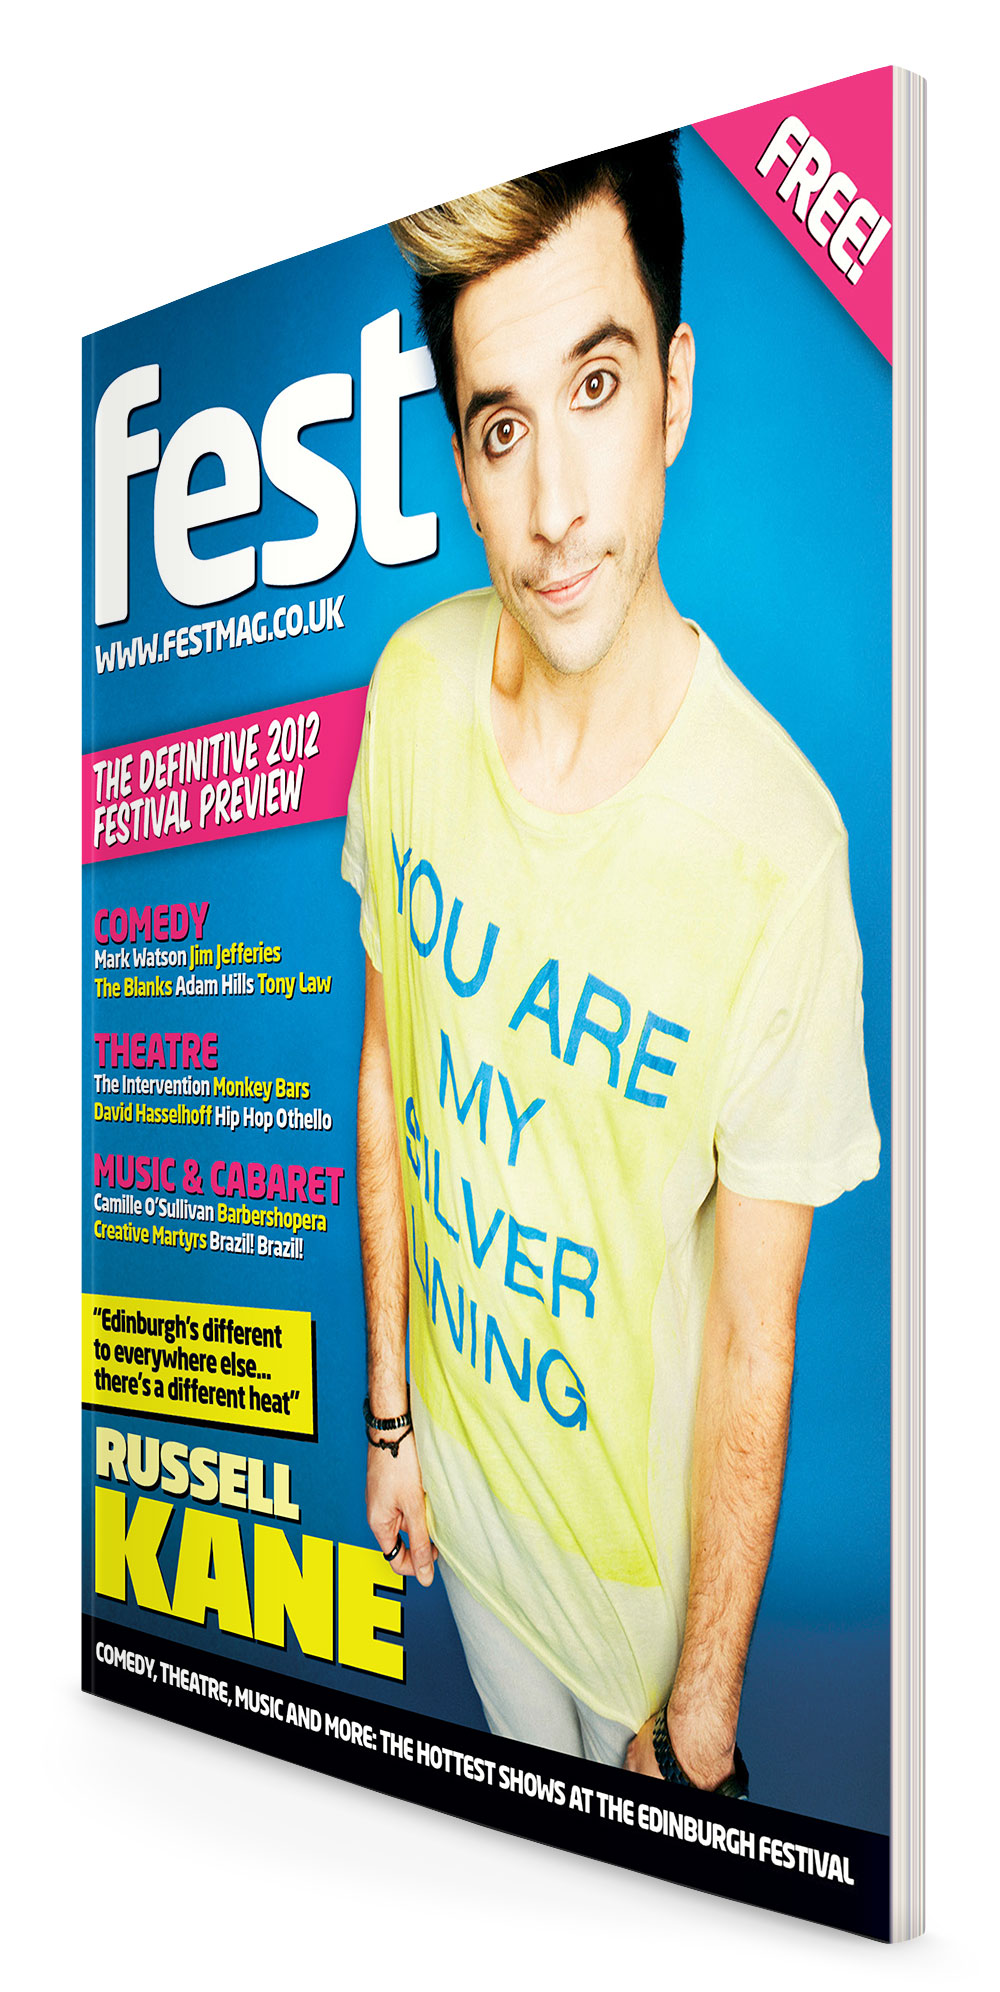 FREE!
fest
WWW.FESTMAG.CO.UK
THE DEFINITIVE 2012
FESTIVAL PREVIEW
COMEDY
Mark Watson Jim Jefferies
The Blanks Adam Hills Tony Law
THEATRE
The Intervention Monkey Bars
David Hasselhoff Hip Hop Othello
MUSIC & CABARET
Camille O'Sullivan Barbershopera
Creative Martyrs Brazil! Brazil!
"Edinburgh's different
to everywhere else...
there's a different heat"
RUSSELL
KANE
YOU ARE
MY
SILVER
LINING
COMEDY, THEATRE, MUSIC AND MORE: THE HOTTEST SHOWS AT THE EDINBURGH FESTIVAL